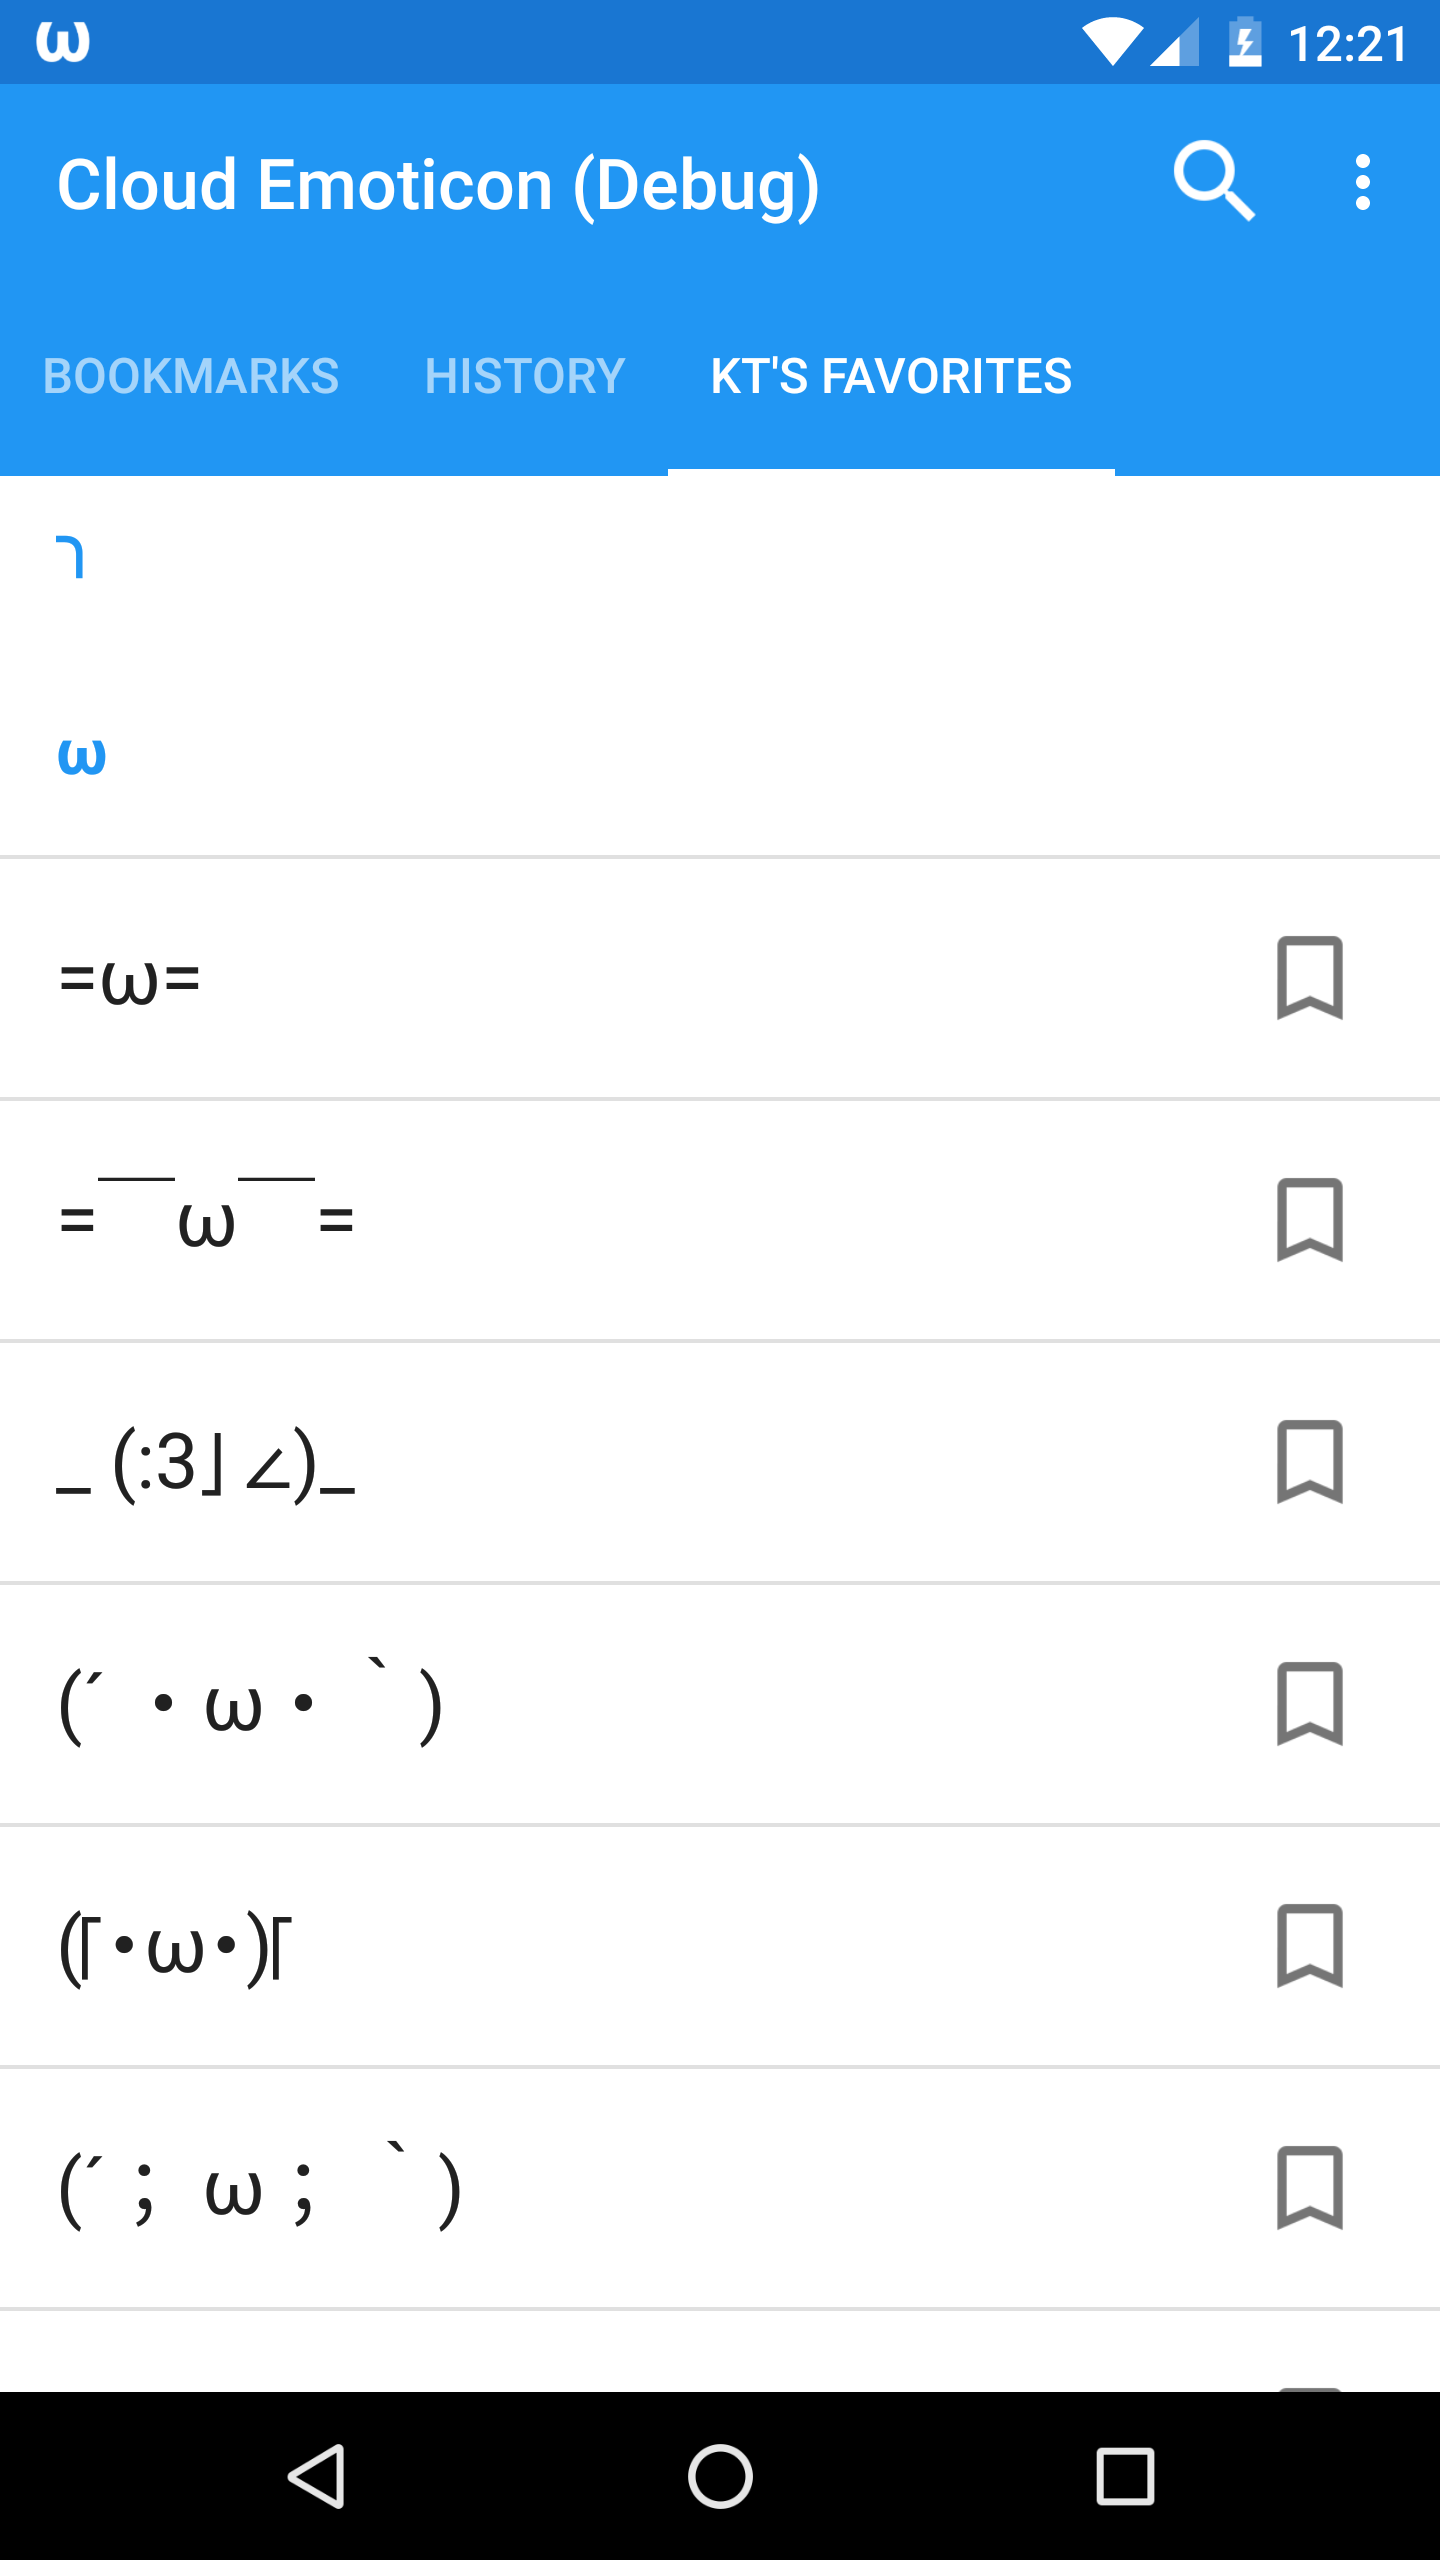 ω 12:21
Cloud Emoticon (Debug)
BOOKMARKS HISTORY KT'S FAVORITES
ר
ω
=ω=
=￣ω￣=
_ (:3」∠)_
(´・ω・｀)
(｢･ω･)｢
(´；ω；｀)